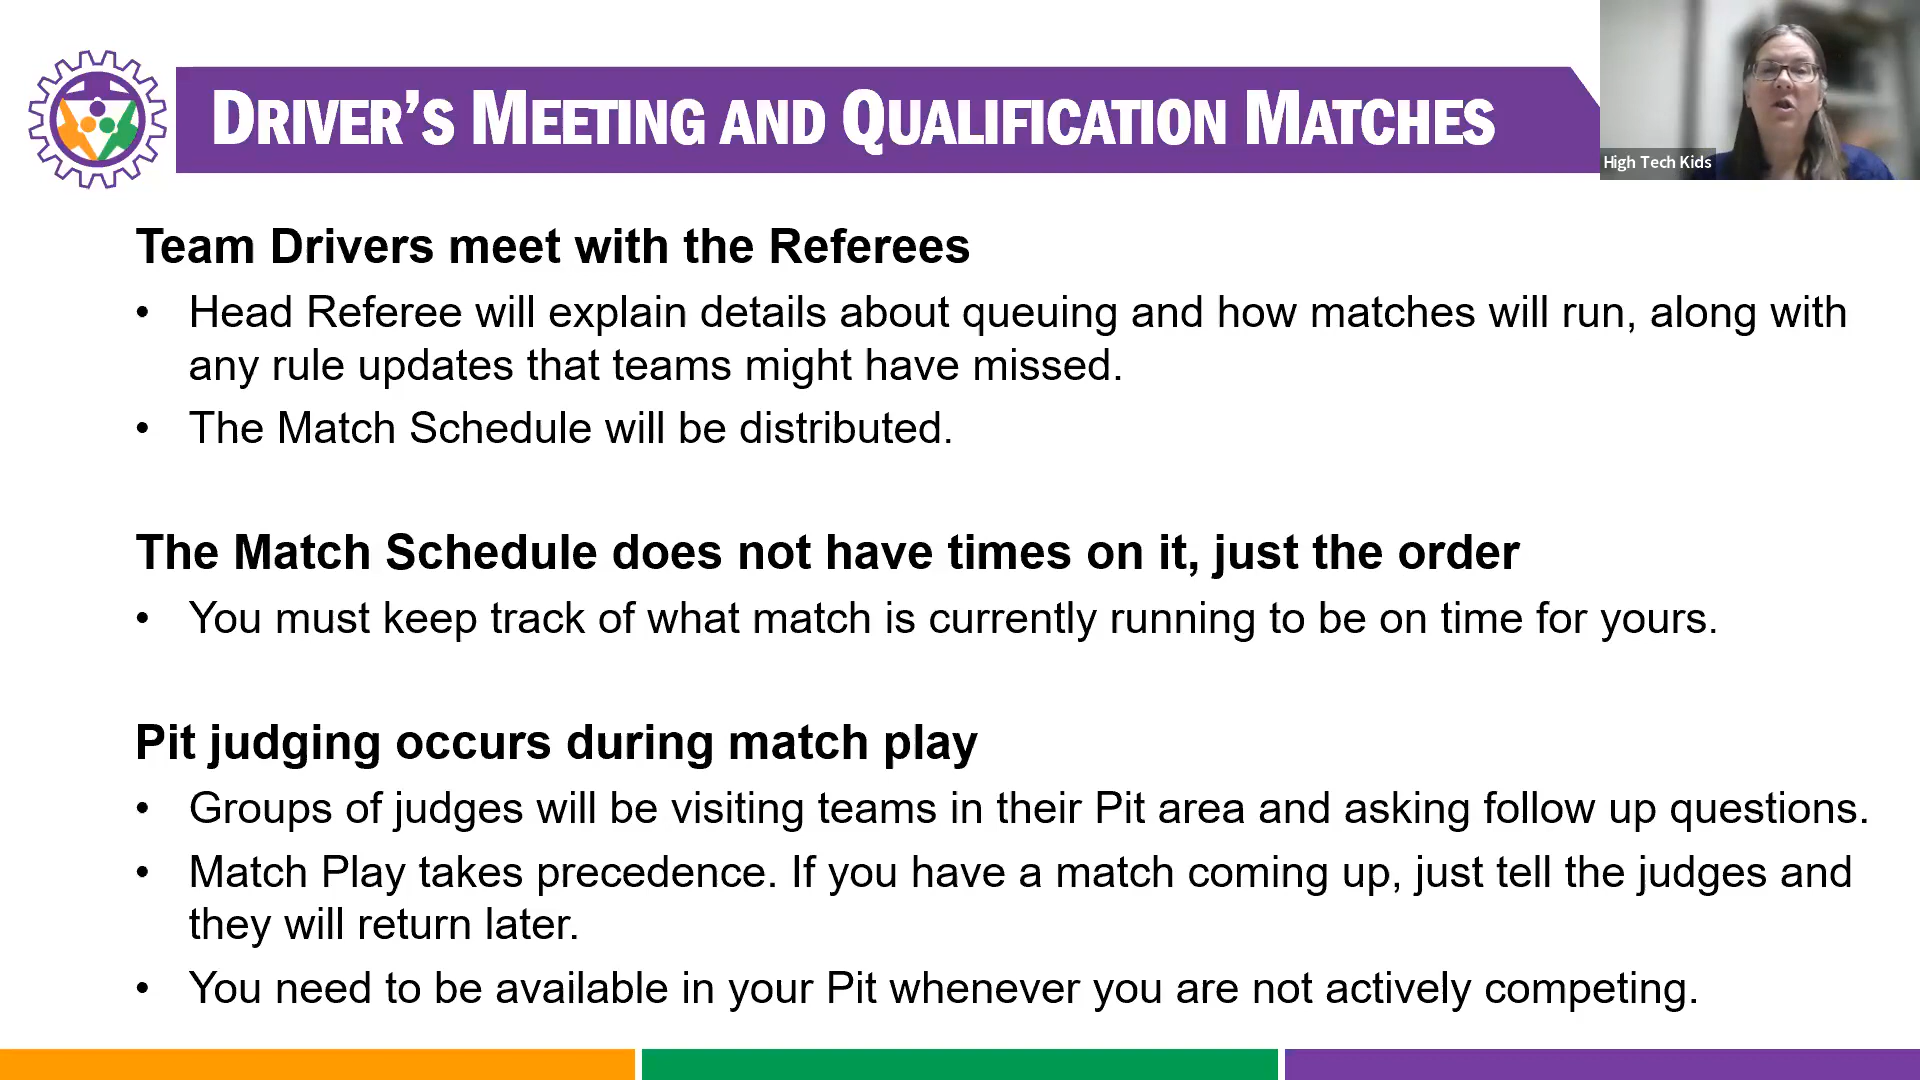 DRIVER'S MEETING AND QUALIFICATION MATCHES
High Tech Kids
Team Drivers meet with the Referees
• Head Referee will explain details about queuing and how matches will run, along with
any rule updates that teams might have missed.
• The Match Schedule will be distributed.
The Match Schedule does not have times on it, just the order
• You must keep track of what match is currently running to be on time for yours.
Pit judging occurs during match play
• Groups of judges will be visiting teams in their Pit area and asking follow up questions.
• Match Play takes precedence. If you have a match coming up, just tell the judges and
they will return later.
• You need to be available in your Pit whenever you are not actively competing.